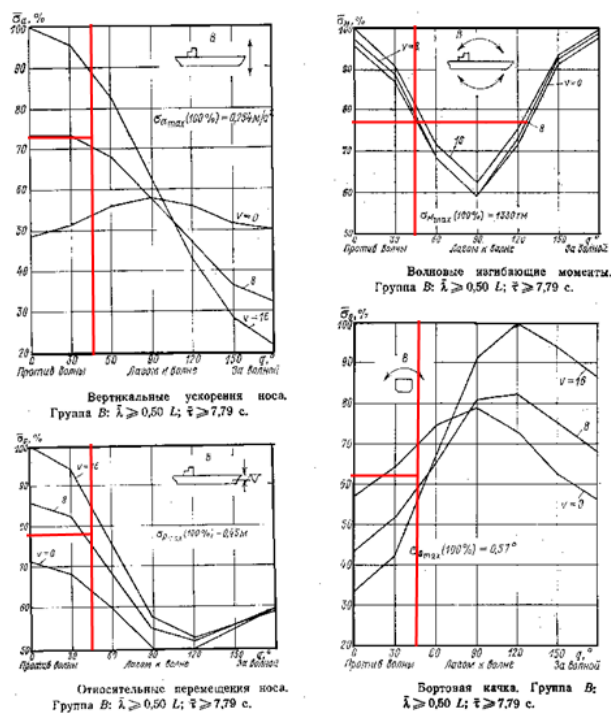 σ̄a, %
100
90
80
70
60
50
40
30
20
В
σa max (100%) = 0,954 м/с²
v=0
8
v=16
0 30 60 90 120 150 q,°
Против волны Лагом к волне За волной
Вертикальные ускорения носа.
Группа В: λ̄ ⩾ 0,50 L; τ̄ ⩾ 7,79 с.
σ̄м, %
100
90
80
70
60
50
В
v=8
v=0
16
8
σм max (100%) = 1330 тм
0 30 60 90 120 150 q,°
Против волны Лагом к волне За волной
Волновые изгибающие моменты.
Группа В: λ̄ ⩾ 0,50 L; τ̄ ⩾ 7,79 с.
100
90
80
70
60
50
В
v=16
8
v=0
σр max (100%) = 0,45 м
0 30 60 90 120 150 q,°
Против волны Лагом к волне За волной
Относительные перемещения носа.
Группа В: λ̄ ⩾ 0,50 L; τ̄ ⩾ 7,79 с.
100
90
80
70
60
50
40
30
20
В
v=16
8
v=0
max (100%) = 0,57°
0 30 60 90 120 150 q,°
Против волны Лагом к волне За волной
Бортовая качка. Группа В:
λ̄ ⩾ 0,50 L; τ̄ ⩾ 7,79 с.